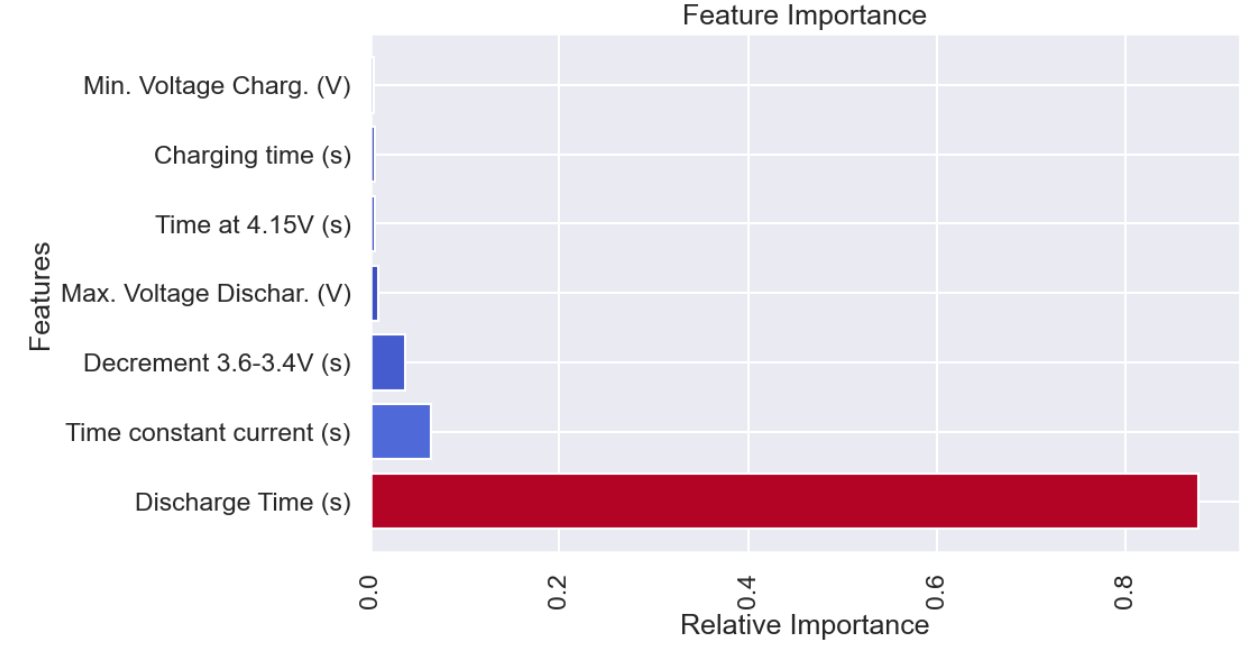 Feature Importance
Min. Voltage Charg. (V)
Charging time (s)
Time at 4.15V (s)
Max. Voltage Dischar. (V)
Decrement 3.6-3.4V (s)
Time constant current (s)
Discharge Time (s)
Features
0.0
0.2
0.4
0.6
0.8
Relative Importance